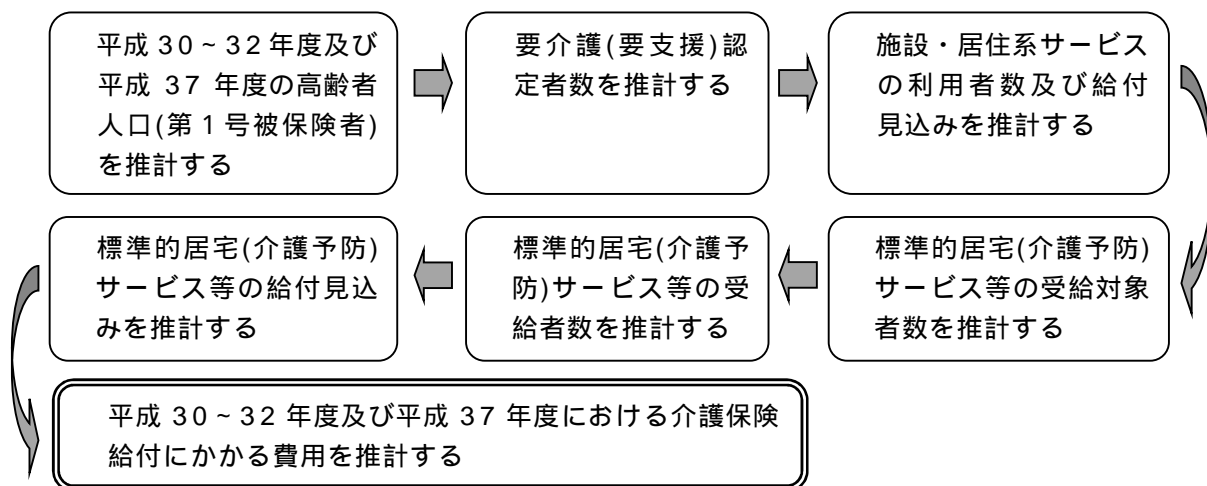 平成30～32年度及び
平成 37 年度の高齢者
人口(第1号被保険者)
を推計する
要介護(要支援)認
定者数を推計する
施設・居住系サービス
の利用者数及び給付
見込みを推計する
標準的居宅(介護予防)
サービス等の受給対象
者数を推計する
標準的居宅(介護予
防)サービス等の受
給者数を推計する
標準的居宅(介護予防)
サービス等の給付見込
みを推計する
平成 30～32 年度及び平成 37 年度における介護保険
給付にかかる費用を推計する